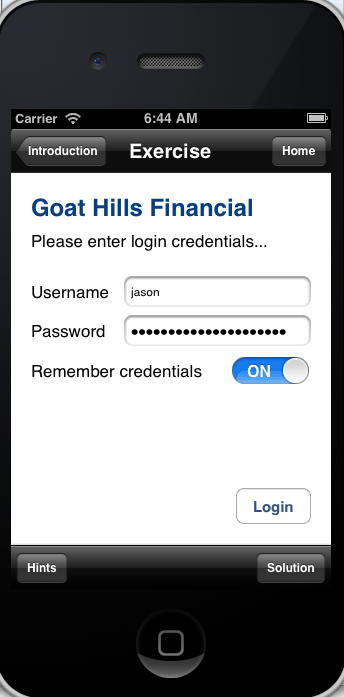 Carrier 6:44 AM
Introduction Exercise Home
Goat Hills Financial
Please enter login credentials...
Username jason
Password ●●●●●●●●●●●●●●●●●●●●●
Remember credentials ON
Login
Hints Solution